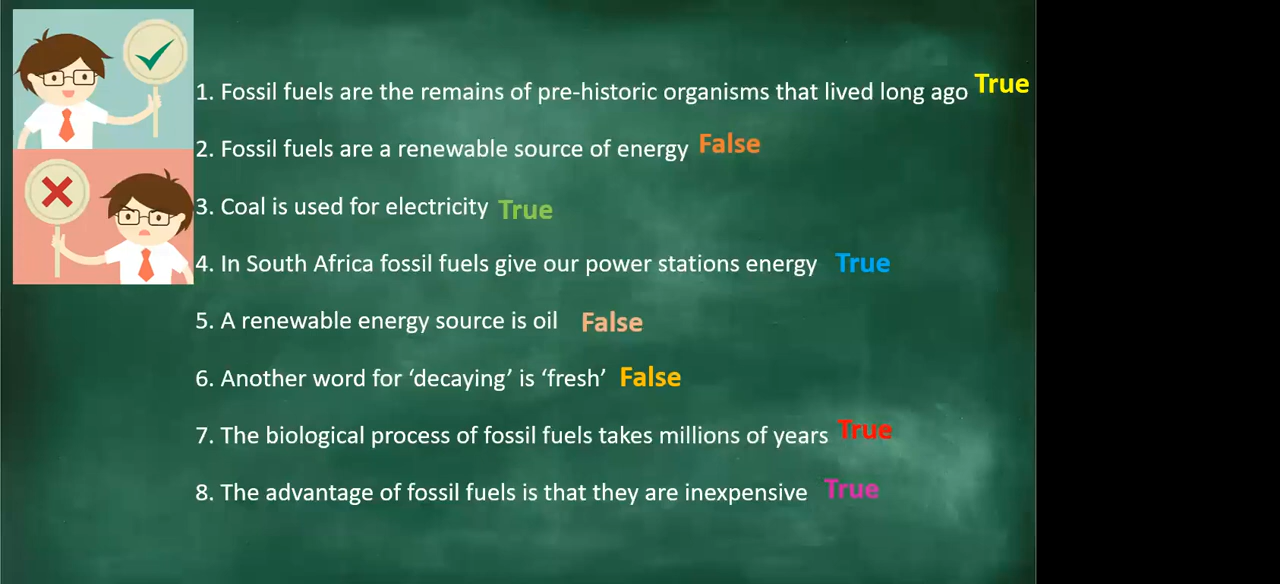 1. Fossil fuels are the remains of pre-historic organisms that lived long ago True
2. Fossil fuels are a renewable source of energy False
3. Coal is used for electricity True
4. In South Africa fossil fuels give our power stations energy True
5. A renewable energy source is oil False
6. Another word for ‘decaying’ is ‘fresh’ False
7. The biological process of fossil fuels takes millions of years True
8. The advantage of fossil fuels is that they are inexpensive True